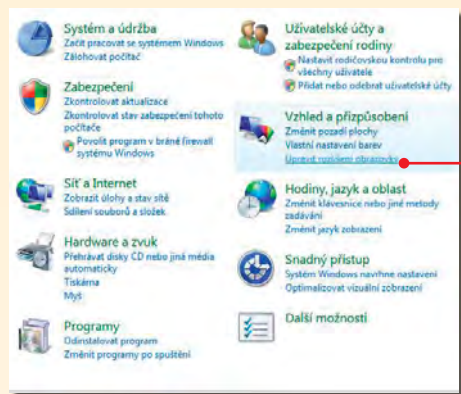 Systém a údržba
Začít pracovat se systémem Windows
Zálohovat počítač
Zabezpečení
Zkontrolovat aktualizace
Zkontrolovat stav zabezpečení tohoto
počítače
Povolit program v bráně firewall
systému Windows
Síť a Internet
Zobrazit úlohy a stav sítě
Sdílení souborů a složek
Hardware a zvuk
Přehrávat disky CD nebo jiná média
automaticky
Tiskárna
Myš
Programy
Odinstalovat program
Změnit programy po spuštění
Uživatelské účty a
zabezpečení rodiny
Nastavit rodičovskou kontrolu pro
všechny uživatele
Přidat nebo odebrat uživatelské účty
Vzhled a přizpůsobení
Změnit pozadí plochy
Vlastní nastavení barev
Upravit rozlišení obrazovky
Hodiny, jazyk a oblast
Změnit klávesnice nebo jiné metody
zadávání
Změnit jazyk zobrazení
Snadný přístup
Systém Windows navrhne nastavení
Optimalizovat vizuální zobrazení
Další možnosti